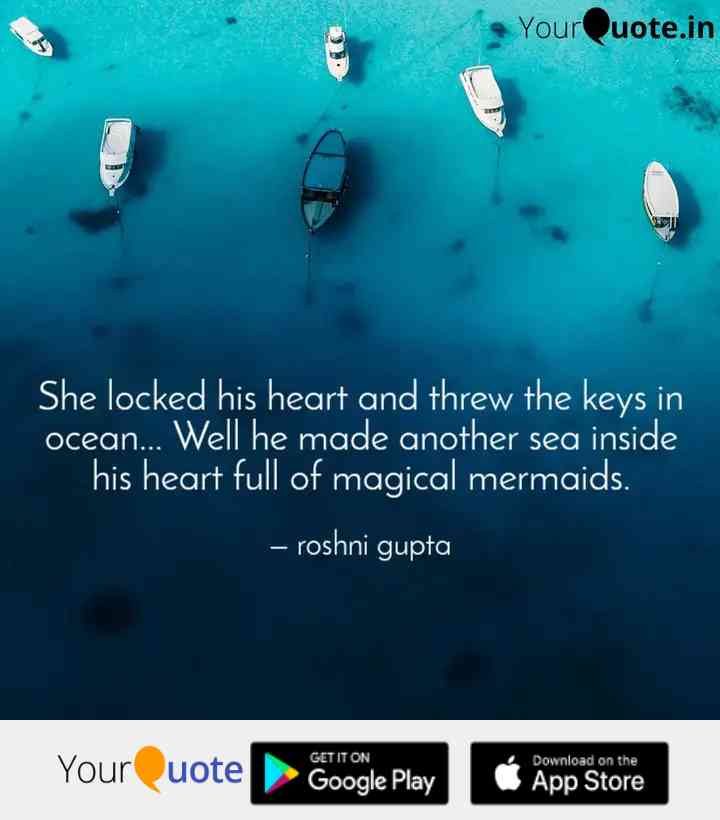 YourQuote.in
She locked his heart and threw the keys in
ocean... Well he made another sea inside
his heart full of magical mermaids.
– roshni gupta
YourQuote
GET IT ON
Google Play
Download on the
App Store